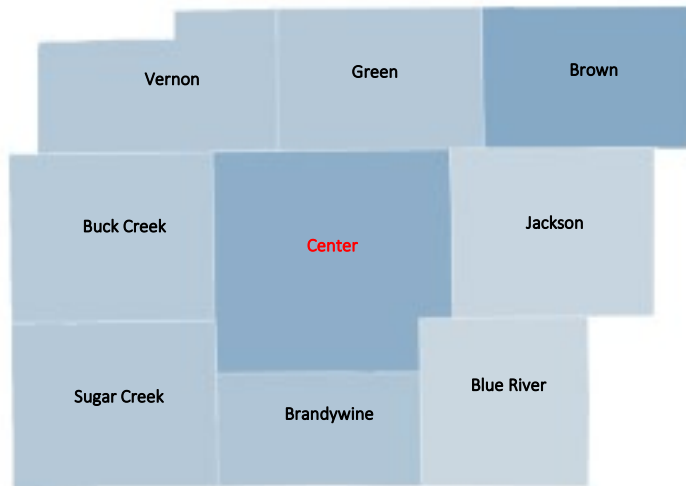 Vernon
Green
Brown
Buck Creek
Center
Jackson
Sugar Creek
Brandywine
Blue River